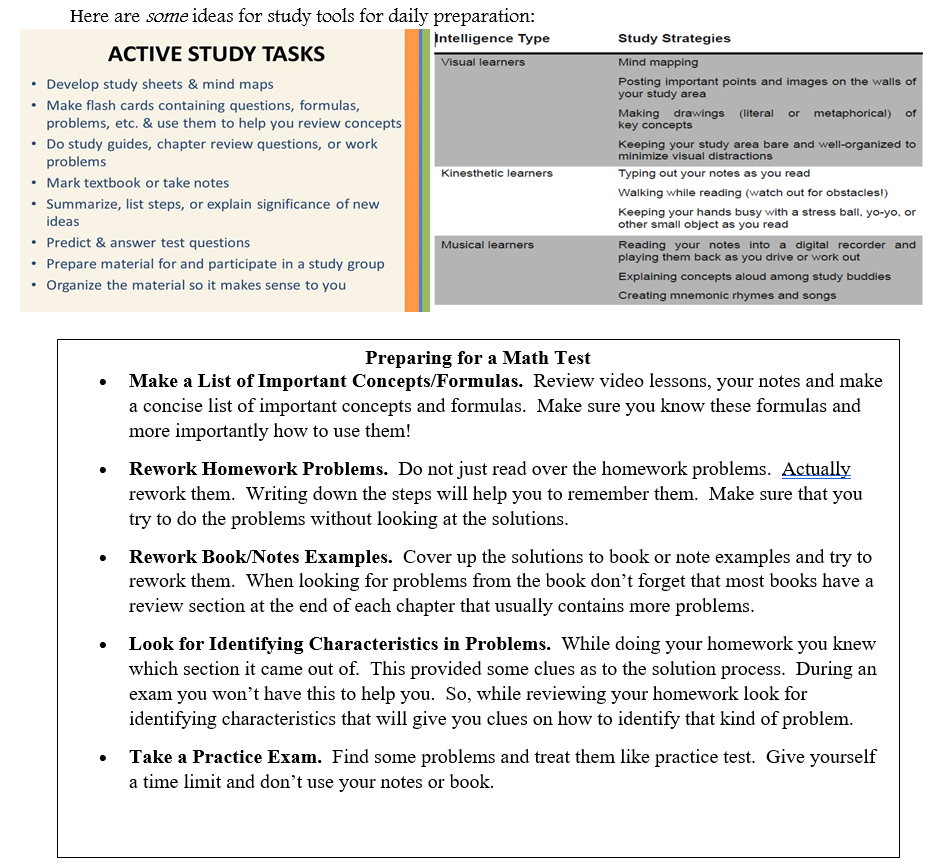 Here are some ideas for study tools for daily preparation:
ACTIVE STUDY TASKS
• Develop study sheets & mind maps
• Make flash cards containing questions, formulas,
problems, etc. & use them to help you review concepts
• Do study guides, chapter review questions, or work
problems
• Mark textbook or take notes
• Summarize, list steps, or explain significance of new
ideas
• Predict & answer test questions
• Prepare material for and participate in a study group
• Organize the material so it makes sense to you
Intelligence Type Study Strategies
Visual learners Mind mapping
Posting important points and images on the walls of
your study area
Making drawings (literal or metaphorical) of
key concepts
Keeping your study area bare and well-organized to
minimize visual distractions
Kinesthetic learners Typing out your notes as you read
Walking while reading (watch out for obstacles!)
Keeping your hands busy with a stress ball, yo-yo, or
other small object as you read
Musical learners Reading your notes into a digital recorder and
playing them back as you drive or work out
Explaining concepts aloud among study buddies
Creating mnemonic rhymes and songs
Preparing for a Math Test
• Make a List of Important Concepts/Formulas. Review video lessons, your notes and make
a concise list of important concepts and formulas. Make sure you know these formulas and
more importantly how to use them!
• Rework Homework Problems. Do not just read over the homework problems. Actually
rework them. Writing down the steps will help you to remember them. Make sure that you
try to do the problems without looking at the solutions.
• Rework Book/Notes Examples. Cover up the solutions to book or note examples and try to
rework them. When looking for problems from the book don’t forget that most books have a
review section at the end of each chapter that usually contains more problems.
• Look for Identifying Characteristics in Problems. While doing your homework you knew
which section it came out of. This provided some clues as to the solution process. During an
exam you won’t have this to help you. So, while reviewing your homework look for
identifying characteristics that will give you clues on how to identify that kind of problem.
• Take a Practice Exam. Find some problems and treat them like practice test. Give yourself
a time limit and don’t use your notes or book.